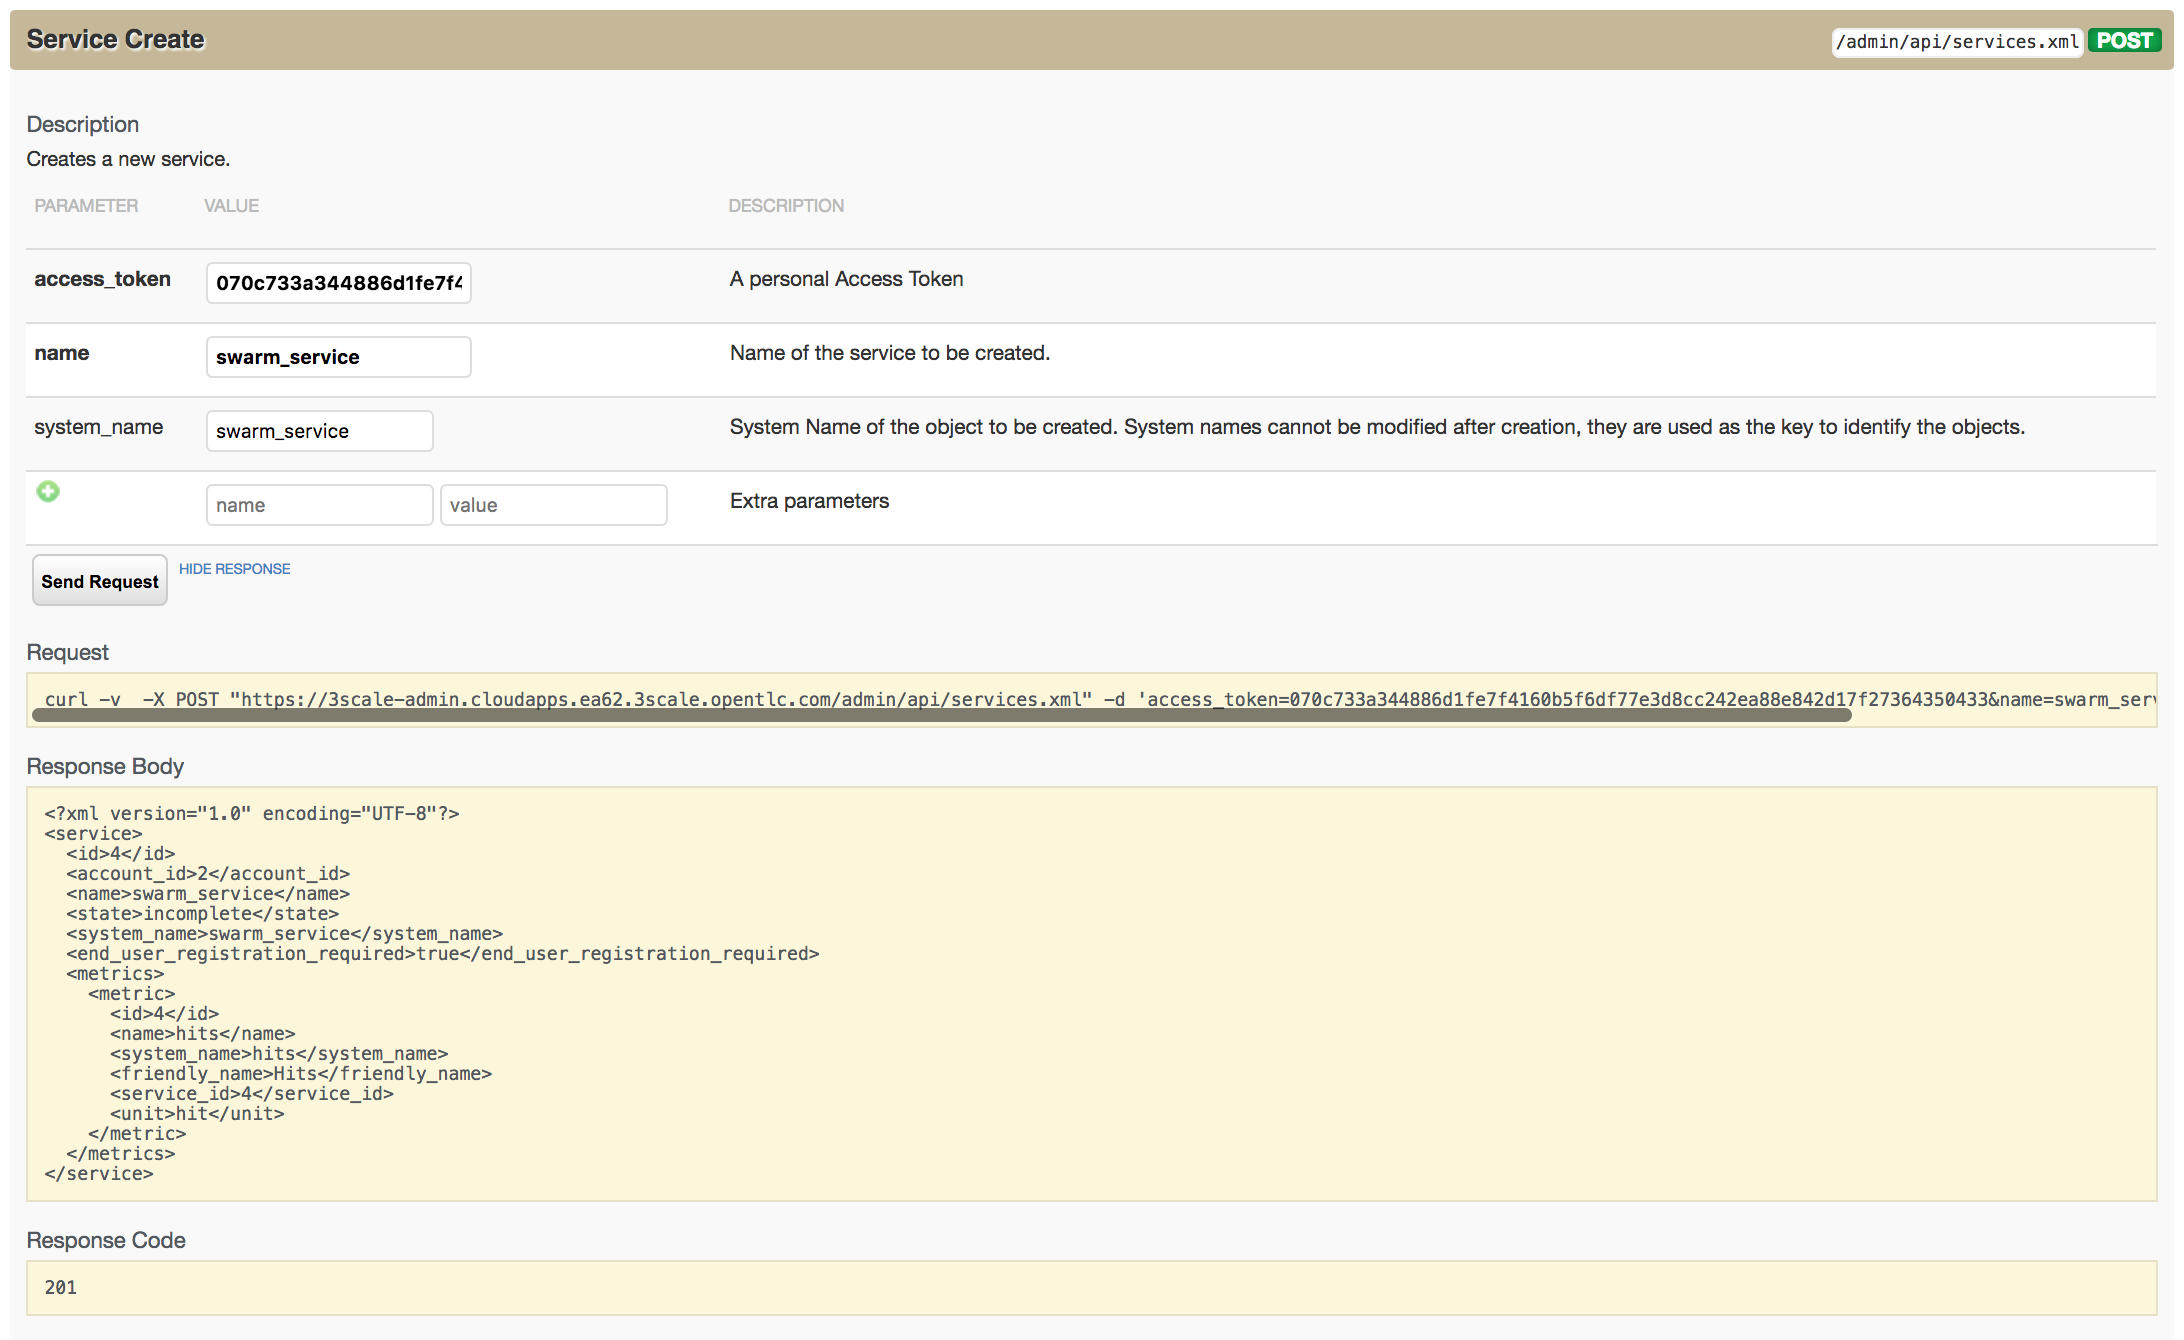 Service Create
/admin/api/services.xml POST
Description
Creates a new service.
PARAMETER VALUE DESCRIPTION
access_token 070c733a344886d1fe7f4 A personal Access Token
name swarm_service Name of the service to be created.
system_name swarm_service System Name of the object to be created. System names cannot be modified after creation, they are used as the key to identify the objects.
name value Extra parameters
Send Request HIDE RESPONSE
Request
curl -v  -X POST "https://3scale-admin.cloudapps.ea62.3scale.opentlc.com/admin/api/services.xml" -d 'access_token=070c733a344886d1fe7f4160b5f6df77e3d8cc242ea88e842d17f27364350433&name=swarm_serv
Response Body
<?xml version="1.0" encoding="UTF-8"?>
<service>
  <id>4</id>
  <account_id>2</account_id>
  <name>swarm_service</name>
  <state>incomplete</state>
  <system_name>swarm_service</system_name>
  <end_user_registration_required>true</end_user_registration_required>
  <metrics>
    <metric>
      <id>4</id>
      <name>hits</name>
      <system_name>hits</system_name>
      <friendly_name>Hits</friendly_name>
      <service_id>4</service_id>
      <unit>hit</unit>
    </metric>
  </metrics>
</service>
Response Code
201